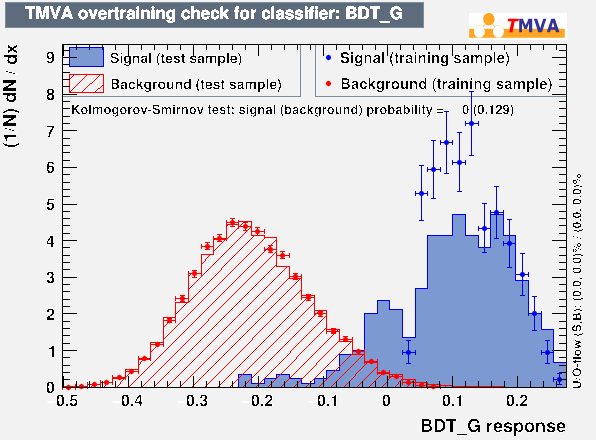 TMVA overtraining check for classifier: BDT_G
TMVA
(1/N) dN / dx
Signal (test sample)
Background (test sample)
Signal (training sample)
Background (training sample)
Kolmogorov-Smirnov test: signal (background) probability = 0 (0.129)
9
8
7
6
5
4
3
2
1
0
-0.5 -0.4 -0.3 -0.2 -0.1 0 0.1 0.2
BDT_G response
U/O-flow (S,B): (0.0, 0.0)% / (0.0, 0.0)%